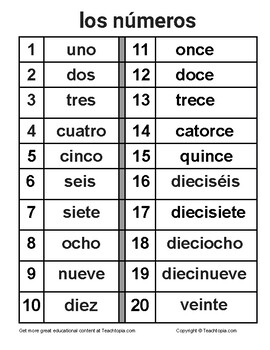 los números
1 uno 11 once
2 dos 12 doce
3 tres 13 trece
4 cuatro 14 catorce
5 cinco 15 quince
6 seis 16 dieciséis
7 siete 17 diecisiete
8 ocho 18 dieciocho
9 nueve 19 diecinueve
10 diez 20 veinte
Get more great educational content at Teachtopia.com Copyright © Teachtopia.com